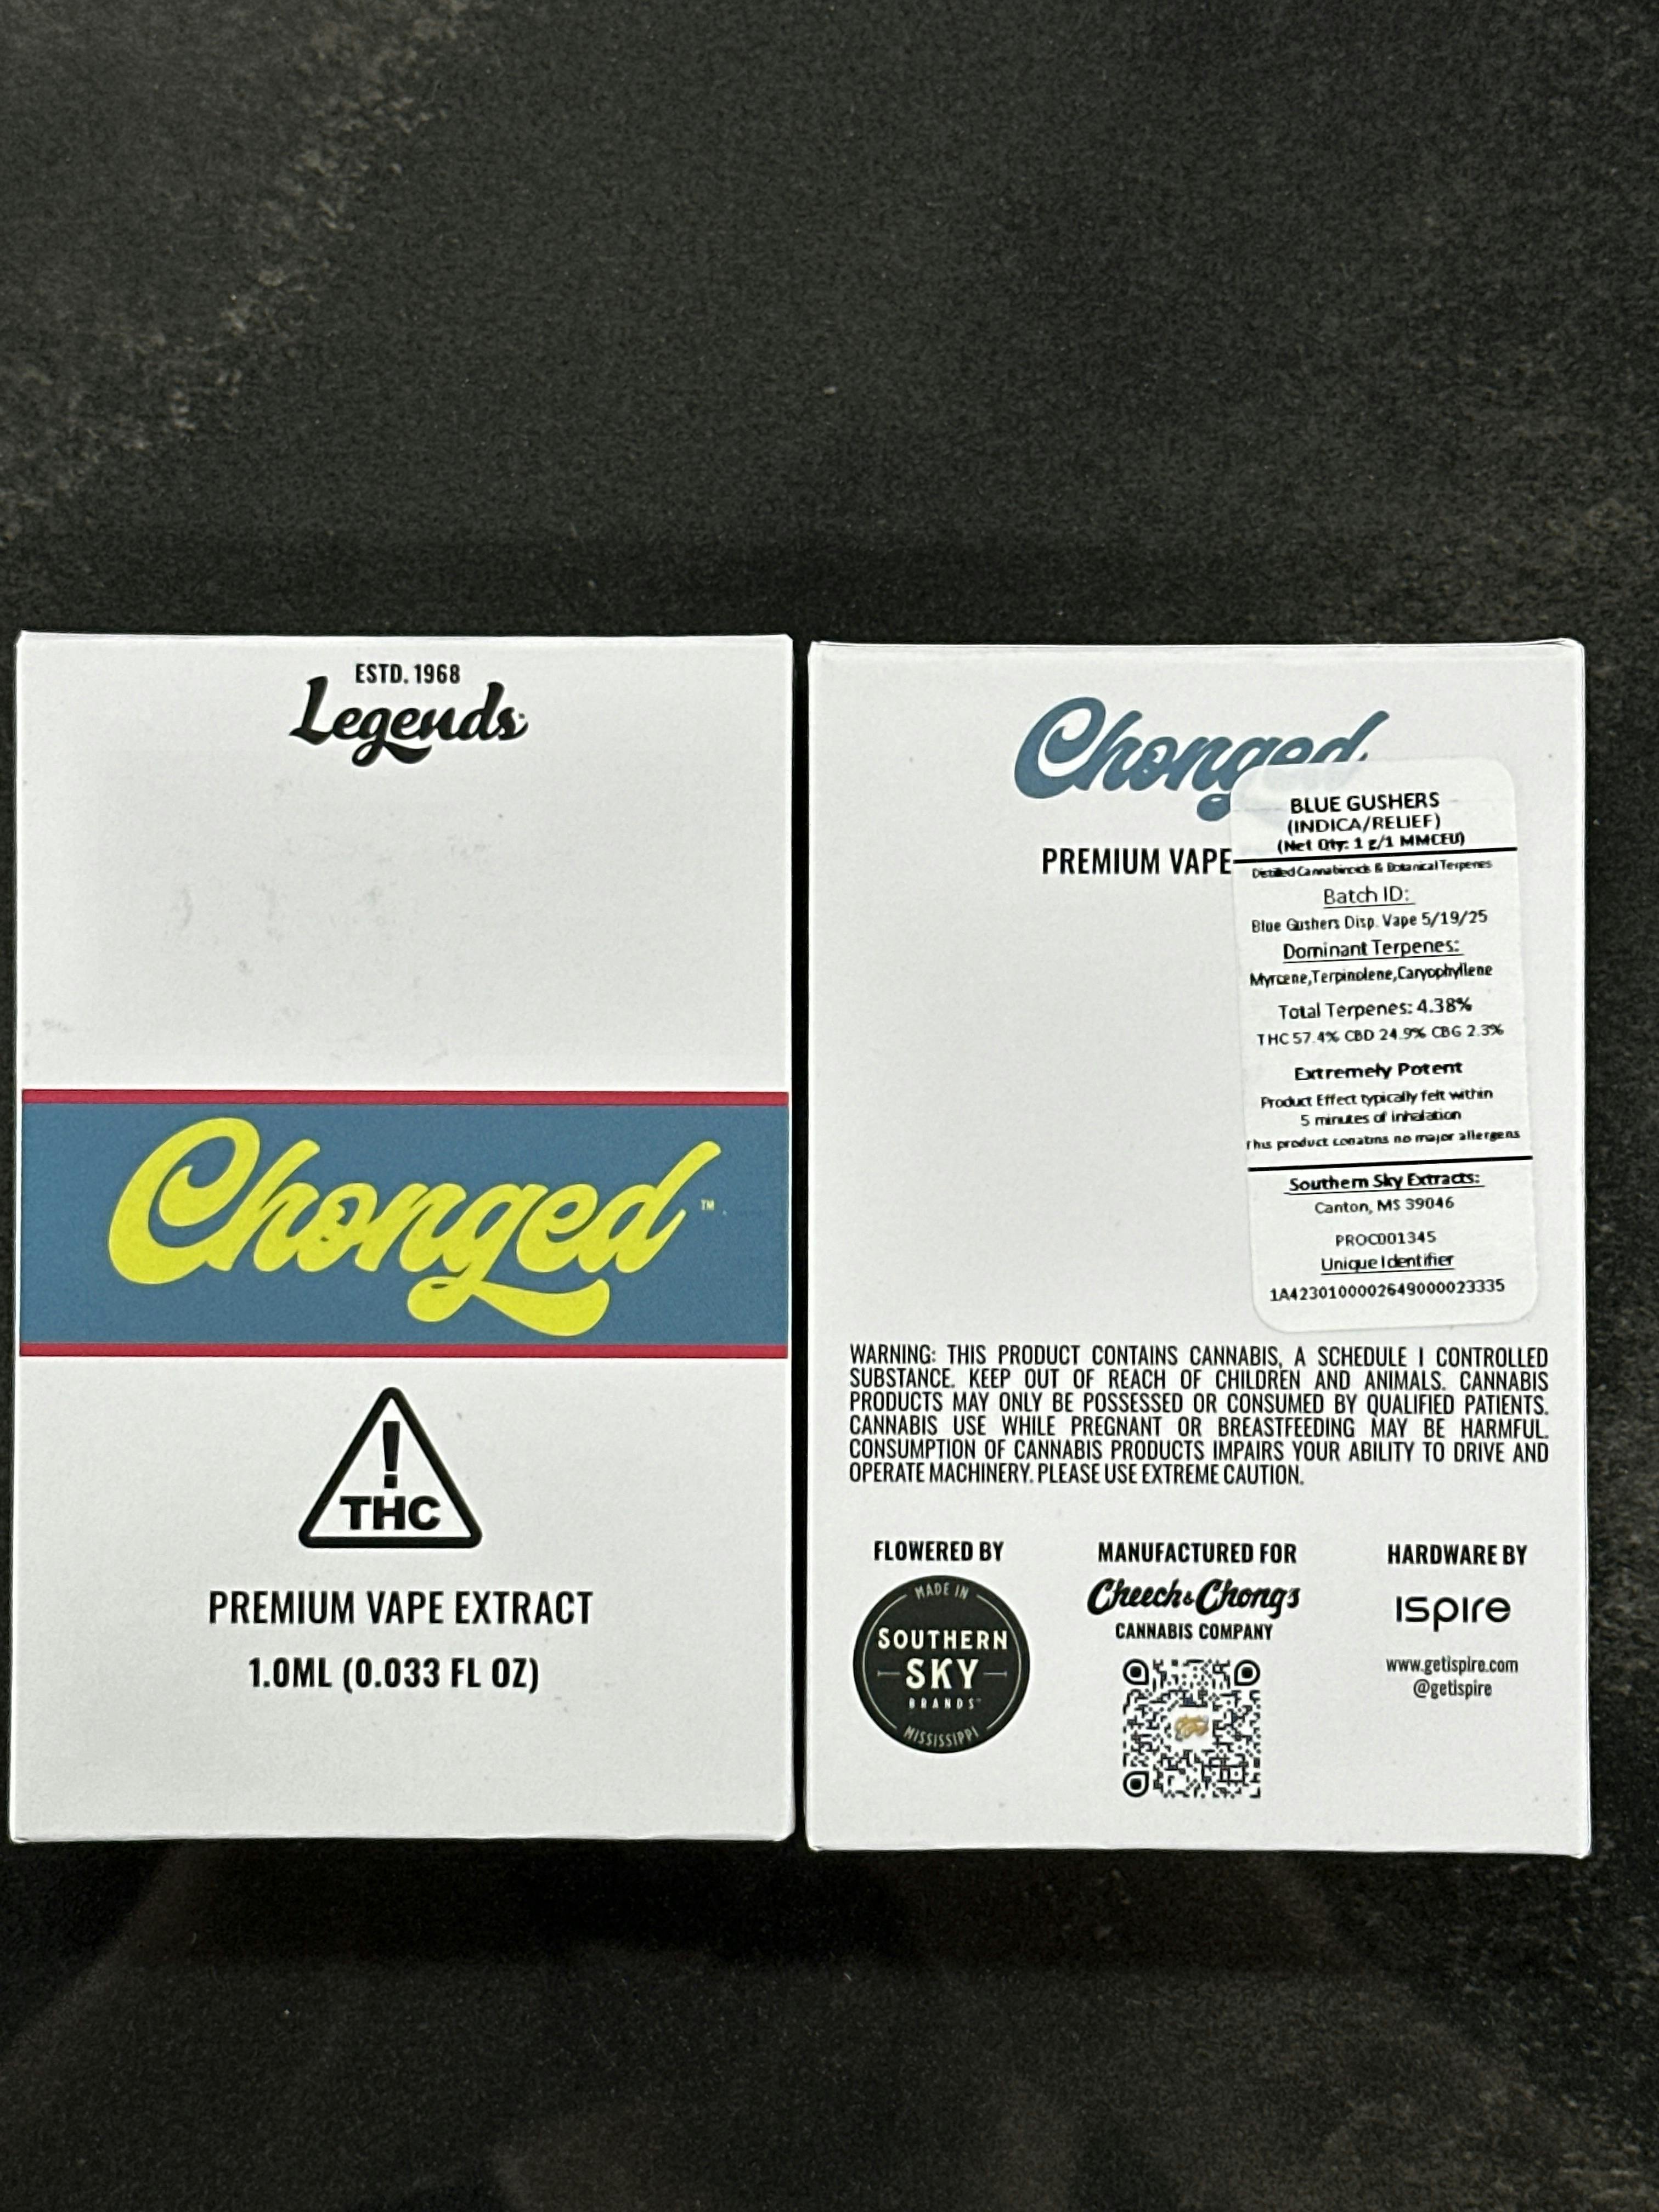 ESTD. 1968
Legends
Chonged™
!
THC
PREMIUM VAPE EXTRACT
1.0ML (0.033 FL OZ)
Chonged
PREMIUM VAPE
BLUE GUSHERS
(INDICA/RELIEF)
(Net Qty: 1 g/1 MMCEU)
Distilled Cannabinoids & Botanical Terpenes
Batch ID:
Blue Gushers Disp. Vape 5/19/25
Dominant Terpenes:
Myrcene,Terpinolene,Caryophyllene
Total Terpenes: 4.38%
THC 57.4% CBD 24.9% CBG 2.3%
Extremely Potent
Product Effect typically felt within
5 minutes of inhalation
This product conatins no major allergens
Southern Sky Extracts:
Canton, MS 39046
PROC001345
Unique Identifier
1A4230100002649000023335
WARNING: THIS PRODUCT CONTAINS CANNABIS, A SCHEDULE I CONTROLLED
SUBSTANCE. KEEP OUT OF REACH OF CHILDREN AND ANIMALS. CANNABIS
PRODUCTS MAY ONLY BE POSSESSED OR CONSUMED BY QUALIFIED PATIENTS.
CANNABIS USE WHILE PREGNANT OR BREASTFEEDING MAY BE HARMFUL.
CONSUMPTION OF CANNABIS PRODUCTS IMPAIRS YOUR ABILITY TO DRIVE AND
OPERATE MACHINERY. PLEASE USE EXTREME CAUTION.
FLOWERED BY
MADE IN
SOUTHERN
SKY
BRANDS™
MISSISSIPPI
MANUFACTURED FOR
Cheech & Chong's
CANNABIS COMPANY
HARDWARE BY
ıspıre
www.getispire.com
@getispire